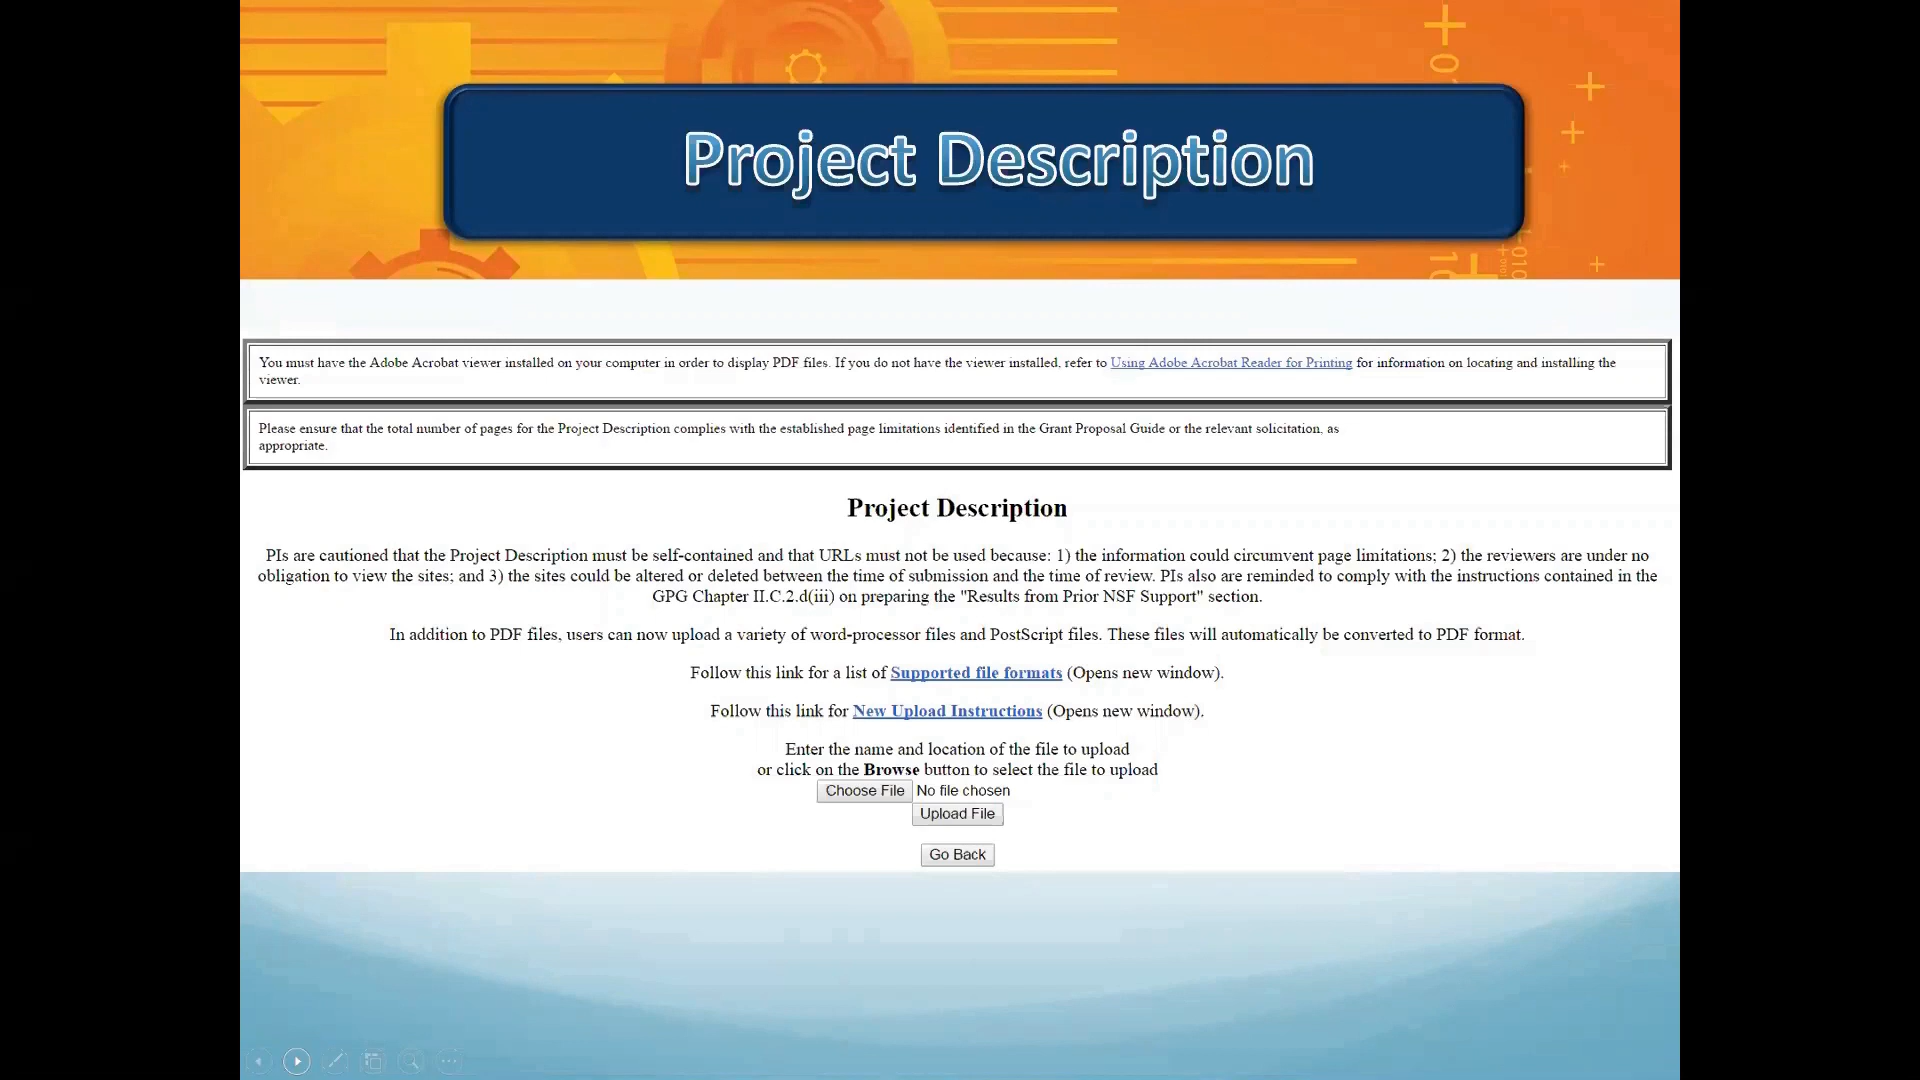 Project Description
You must have the Adobe Acrobat viewer installed on your computer in order to display PDF files. If you do not have the viewer installed, refer to Using Adobe Acrobat Reader for Printing for information on locating and installing the
viewer.
Please ensure that the total number of pages for the Project Description complies with the established page limitations identified in the Grant Proposal Guide or the relevant solicitation, as
appropriate.
Project Description
PIs are cautioned that the Project Description must be self-contained and that URLs must not be used because: 1) the information could circumvent page limitations; 2) the reviewers are under no
obligation to view the sites; and 3) the sites could be altered or deleted between the time of submission and the time of review. PIs also are reminded to comply with the instructions contained in the
GPG Chapter II.C.2.d(iii) on preparing the "Results from Prior NSF Support" section.
In addition to PDF files, users can now upload a variety of word-processor files and PostScript files. These files will automatically be converted to PDF format.
Follow this link for a list of Supported file formats (Opens new window).
Follow this link for New Upload Instructions (Opens new window).
Enter the name and location of the file to upload
or click on the Browse button to select the file to upload
Choose File No file chosen
Upload File
Go Back